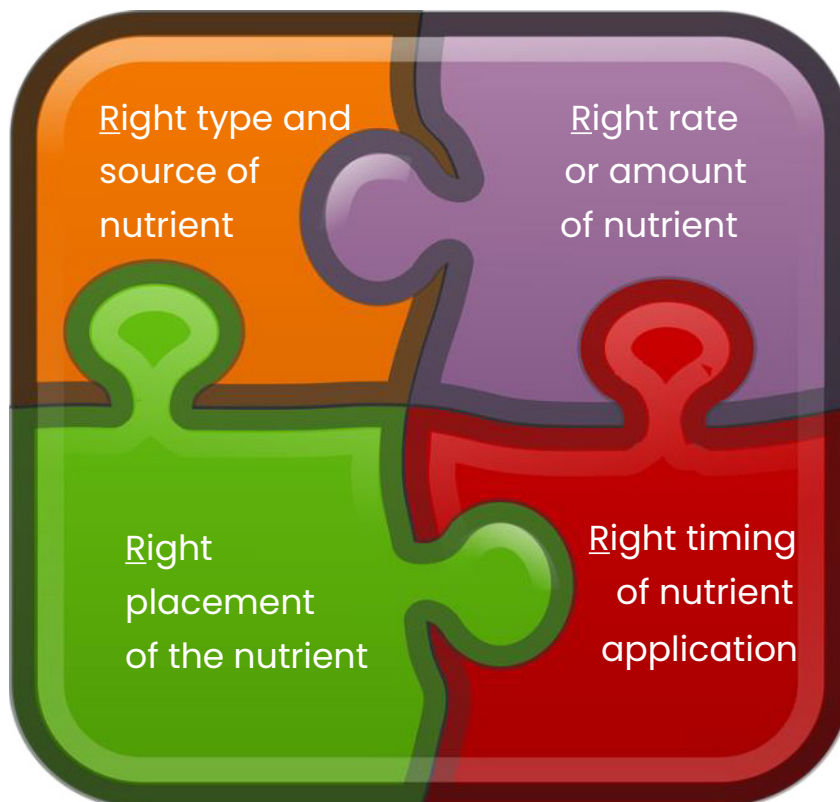 Right type and
source of
nutrient
Right rate
or amount
of nutrient
Right
placement
of the nutrient
Right timing
of nutrient
application